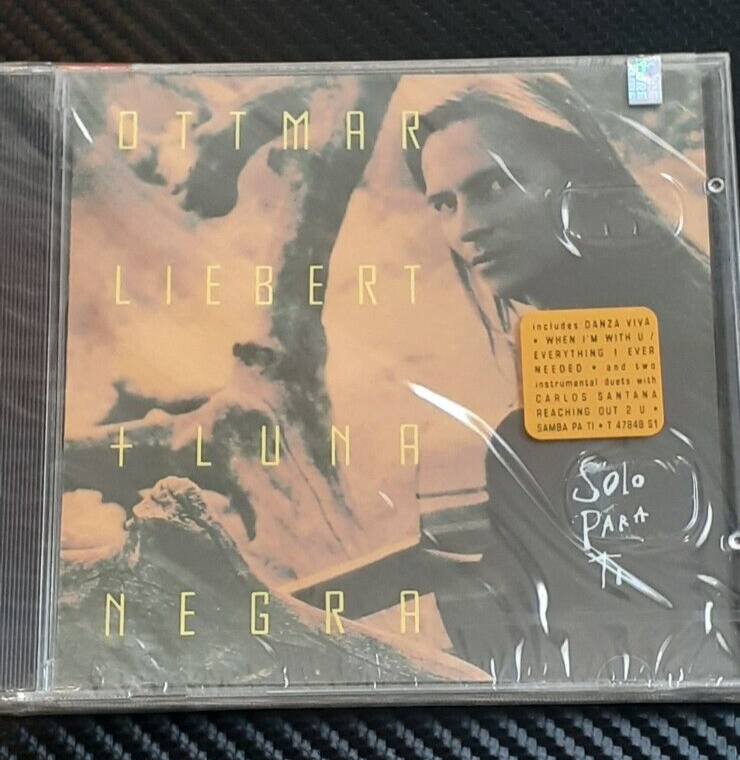 OTTMAR
LIEBERT
+ LUNA
NEGRA
includes DANZA VIVA
• WHEN I'M WITH U /
EVERYTHING I EVER
NEEDED • and two
instrumental duets with
CARLOS SANTANA
REACHING OUT 2 U •
SAMBA PA TI • T 47848 S1
Solo
PARA
Ti